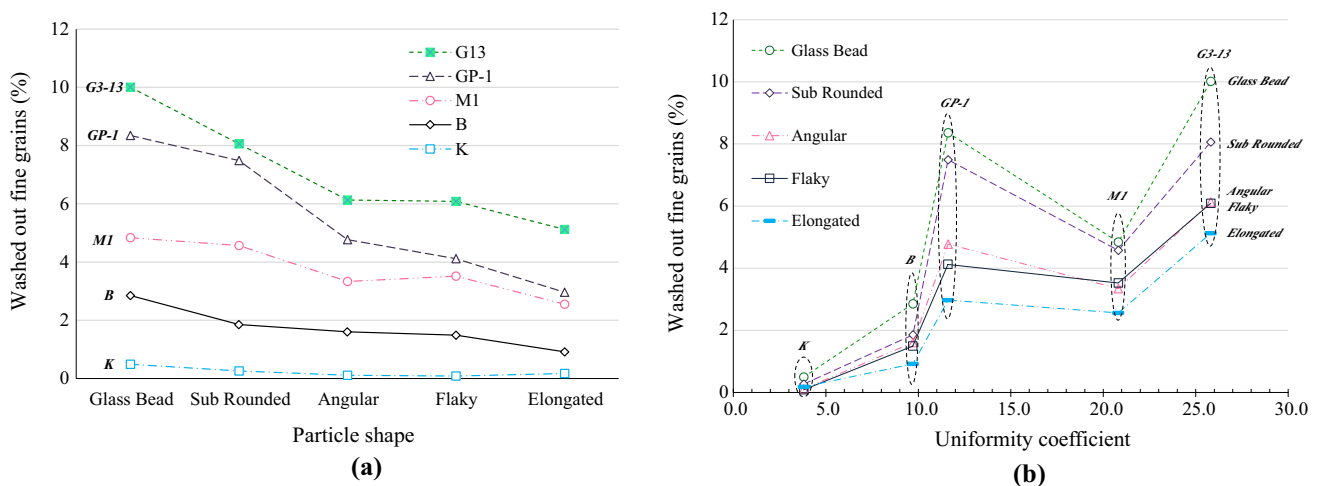 12
10
8
6
4
2
0
Washed out fine grains (%)
G3-13
GP-1
M1
B
K
G13
GP-1
M1
B
K
Glass Bead Sub Rounded Angular Flaky Elongated
Particle shape
(a)
12
10
8
6
4
2
0
Washed out fine grains (%)
Glass Bead
Sub Rounded
Angular
Flaky
Elongated
K
B
GP-1
M1
G3-13
Glass Bead
Sub Rounded
Angular
Flaky
Elongated
0.0 5.0 10.0 15.0 20.0 25.0 30.0
Uniformity coefficient
(b)